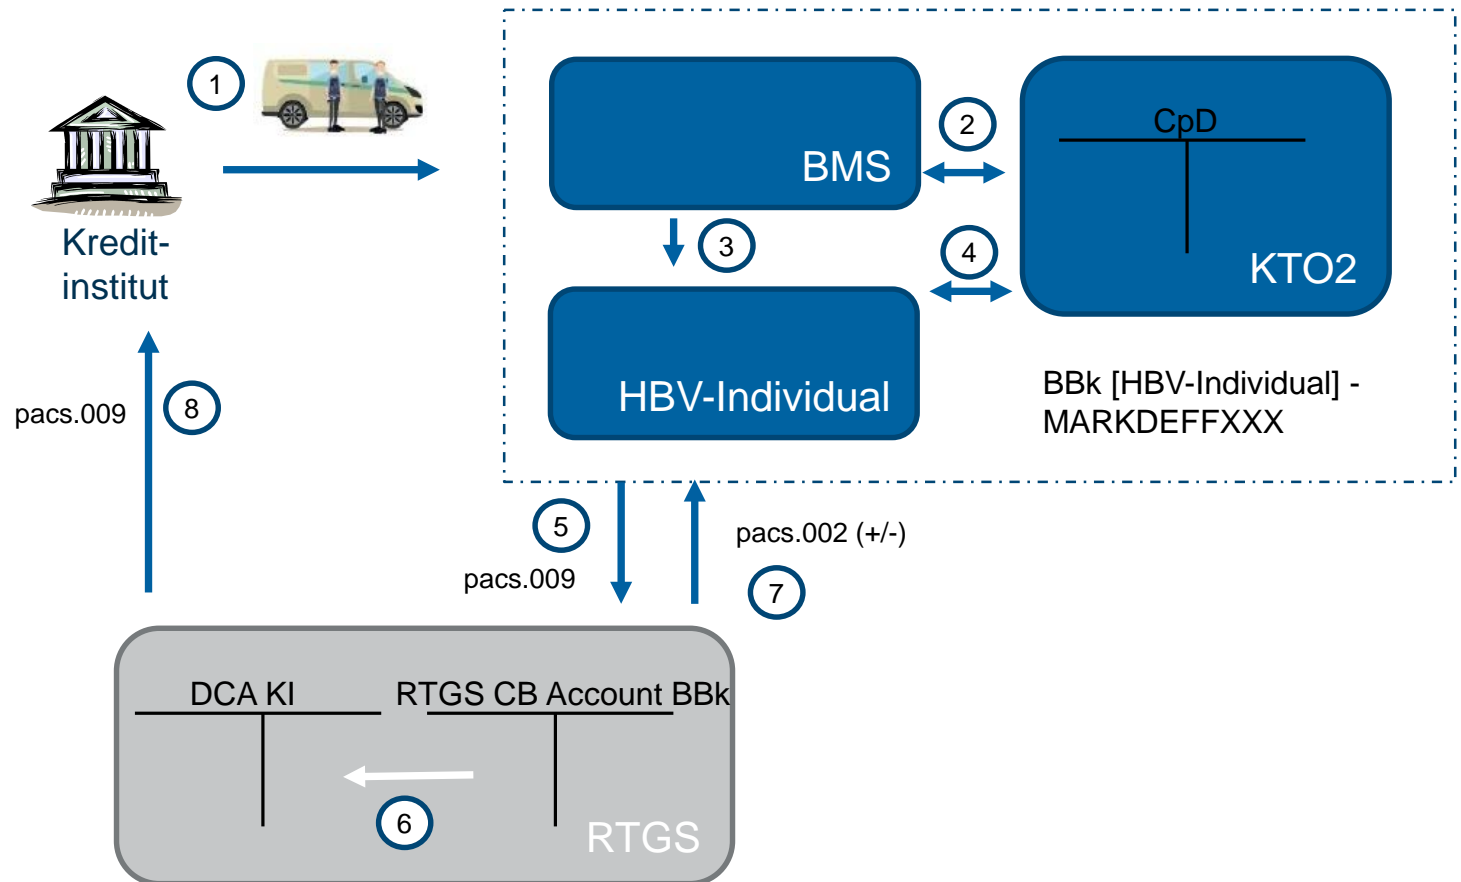 1
BMS
2
CpD
KTO2
3
4
Kredit-
institut
HBV-Individual
BBk [HBV-Individual] -
MARKDEFFXXX
pacs.009
8
5
pacs.009
pacs.002 (+/-)
7
DCA KI
RTGS CB Account BBk
6
RTGS